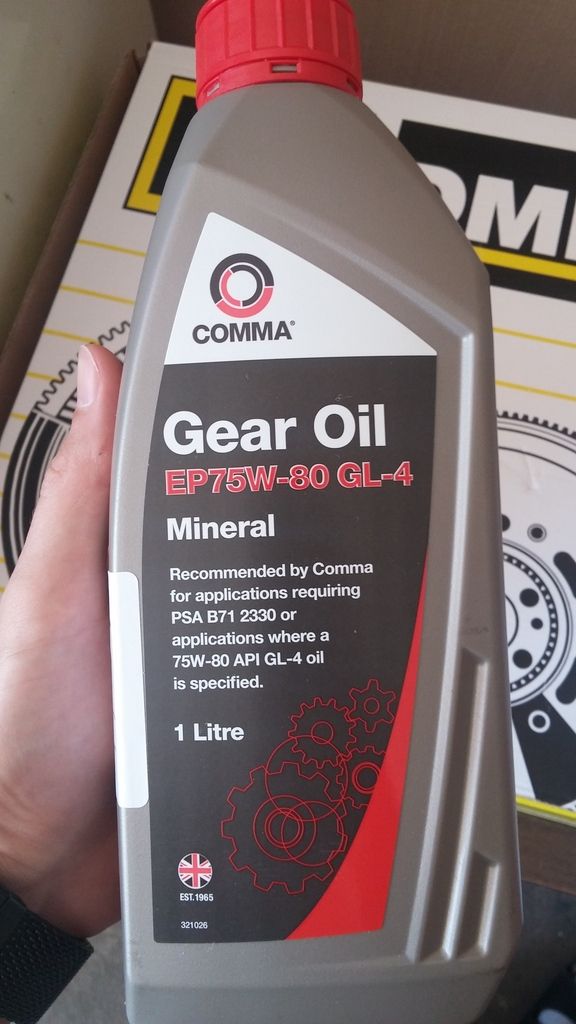 OMM
COMMA®
Gear Oil
EP75W-80 GL-4
Mineral
Recommended by Comma
for applications requiring
PSA B71 2330 or
applications where a
75W-80 API GL-4 oil
is specified.
1 Litre
EST.1965
321026